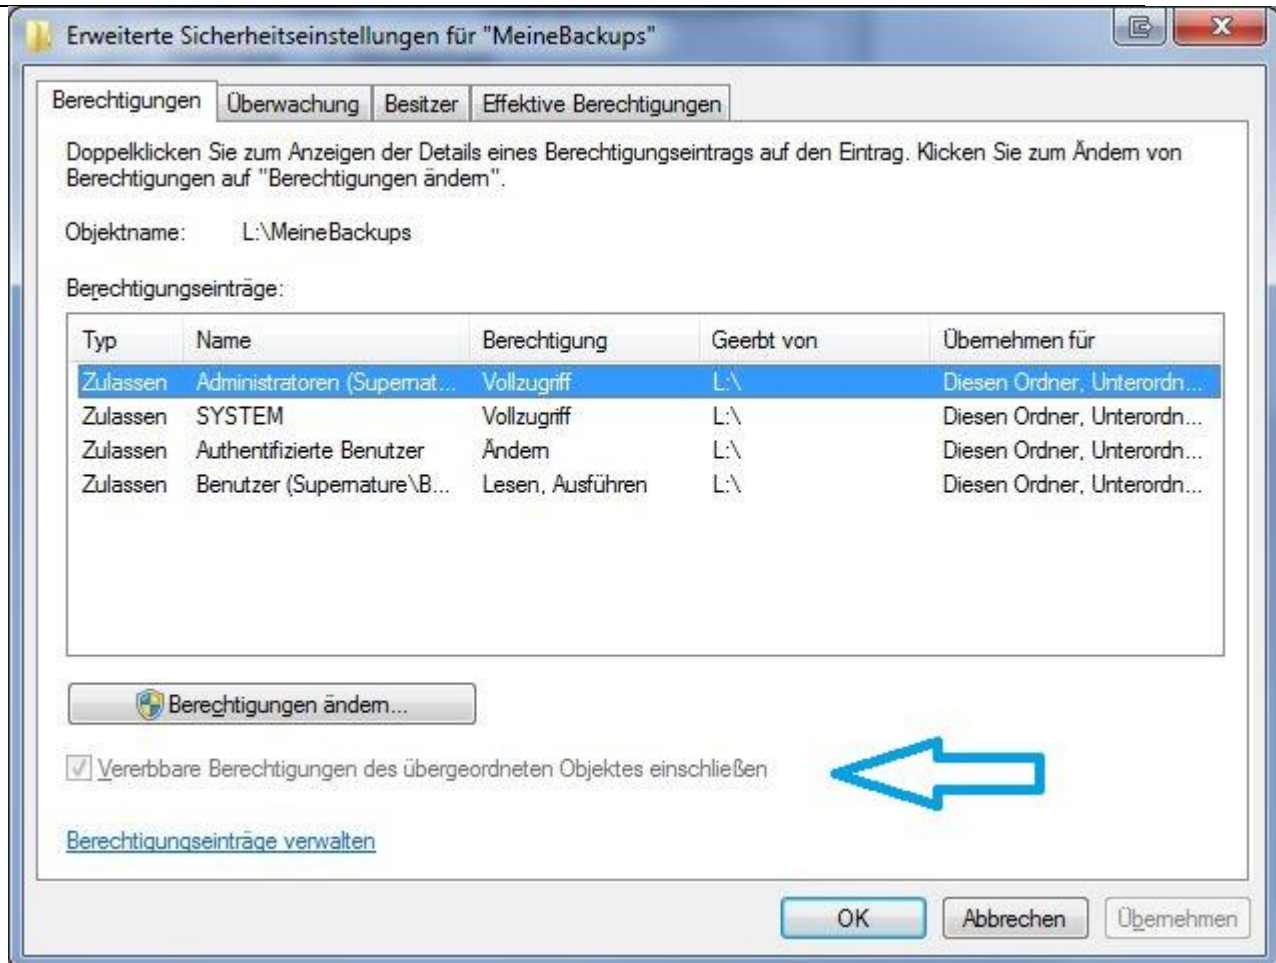 Erweiterte Sicherheitseinstellungen für "MeineBackups"
Berechtigungen Überwachung Besitzer Effektive Berechtigungen
Doppelklicken Sie zum Anzeigen der Details eines Berechtigungseintrags auf den Eintrag. Klicken Sie zum Ändern von
Berechtigungen auf "Berechtigungen ändern".
Objektname: L:\MeineBackups
Berechtigungseinträge:
Typ Name Berechtigung Geerbt von Übernehmen für
Zulassen Administratoren (Supernat... Vollzugriff L:\ Diesen Ordner, Unterordn...
Zulassen SYSTEM Vollzugriff L:\ Diesen Ordner, Unterordn...
Zulassen Authentifizierte Benutzer Ändern L:\ Diesen Ordner, Unterordn...
Zulassen Benutzer (Supernature\B... Lesen, Ausführen L:\ Diesen Ordner, Unterordn...
Berechtigungen ändern...
Vererbbare Berechtigungen des übergeordneten Objektes einschließen
Berechtigungseinträge verwalten
OK Abbrechen Übernehmen